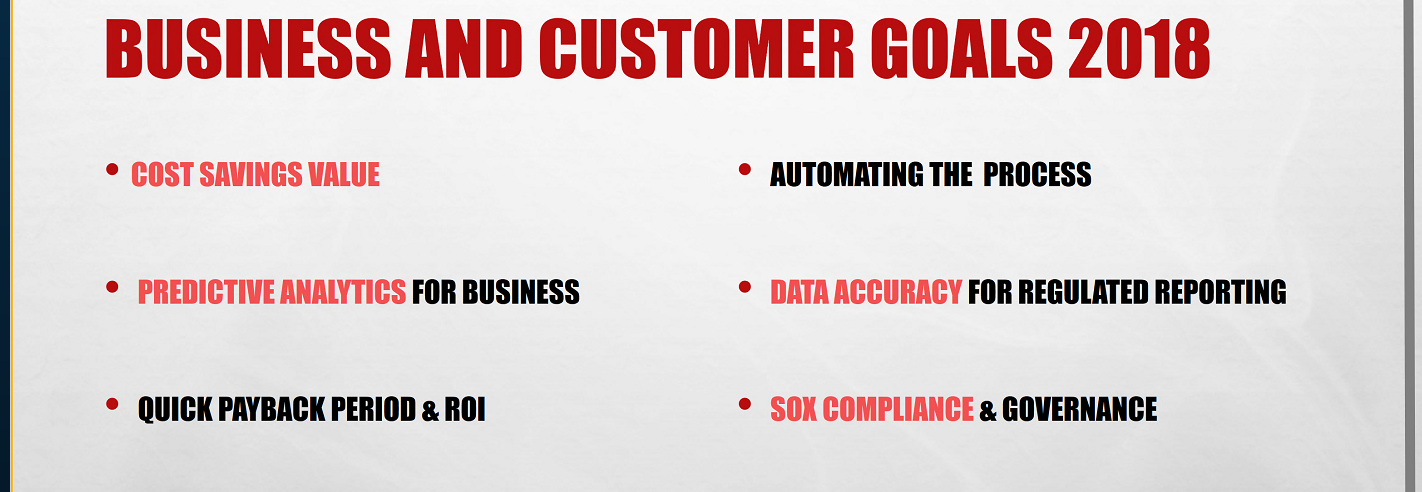 BUSINESS AND CUSTOMER GOALS 2018
• COST SAVINGS VALUE
• PREDICTIVE ANALYTICS FOR BUSINESS
• QUICK PAYBACK PERIOD & ROI
• AUTOMATING THE  PROCESS
• DATA ACCURACY FOR REGULATED REPORTING
• SOX COMPLIANCE & GOVERNANCE